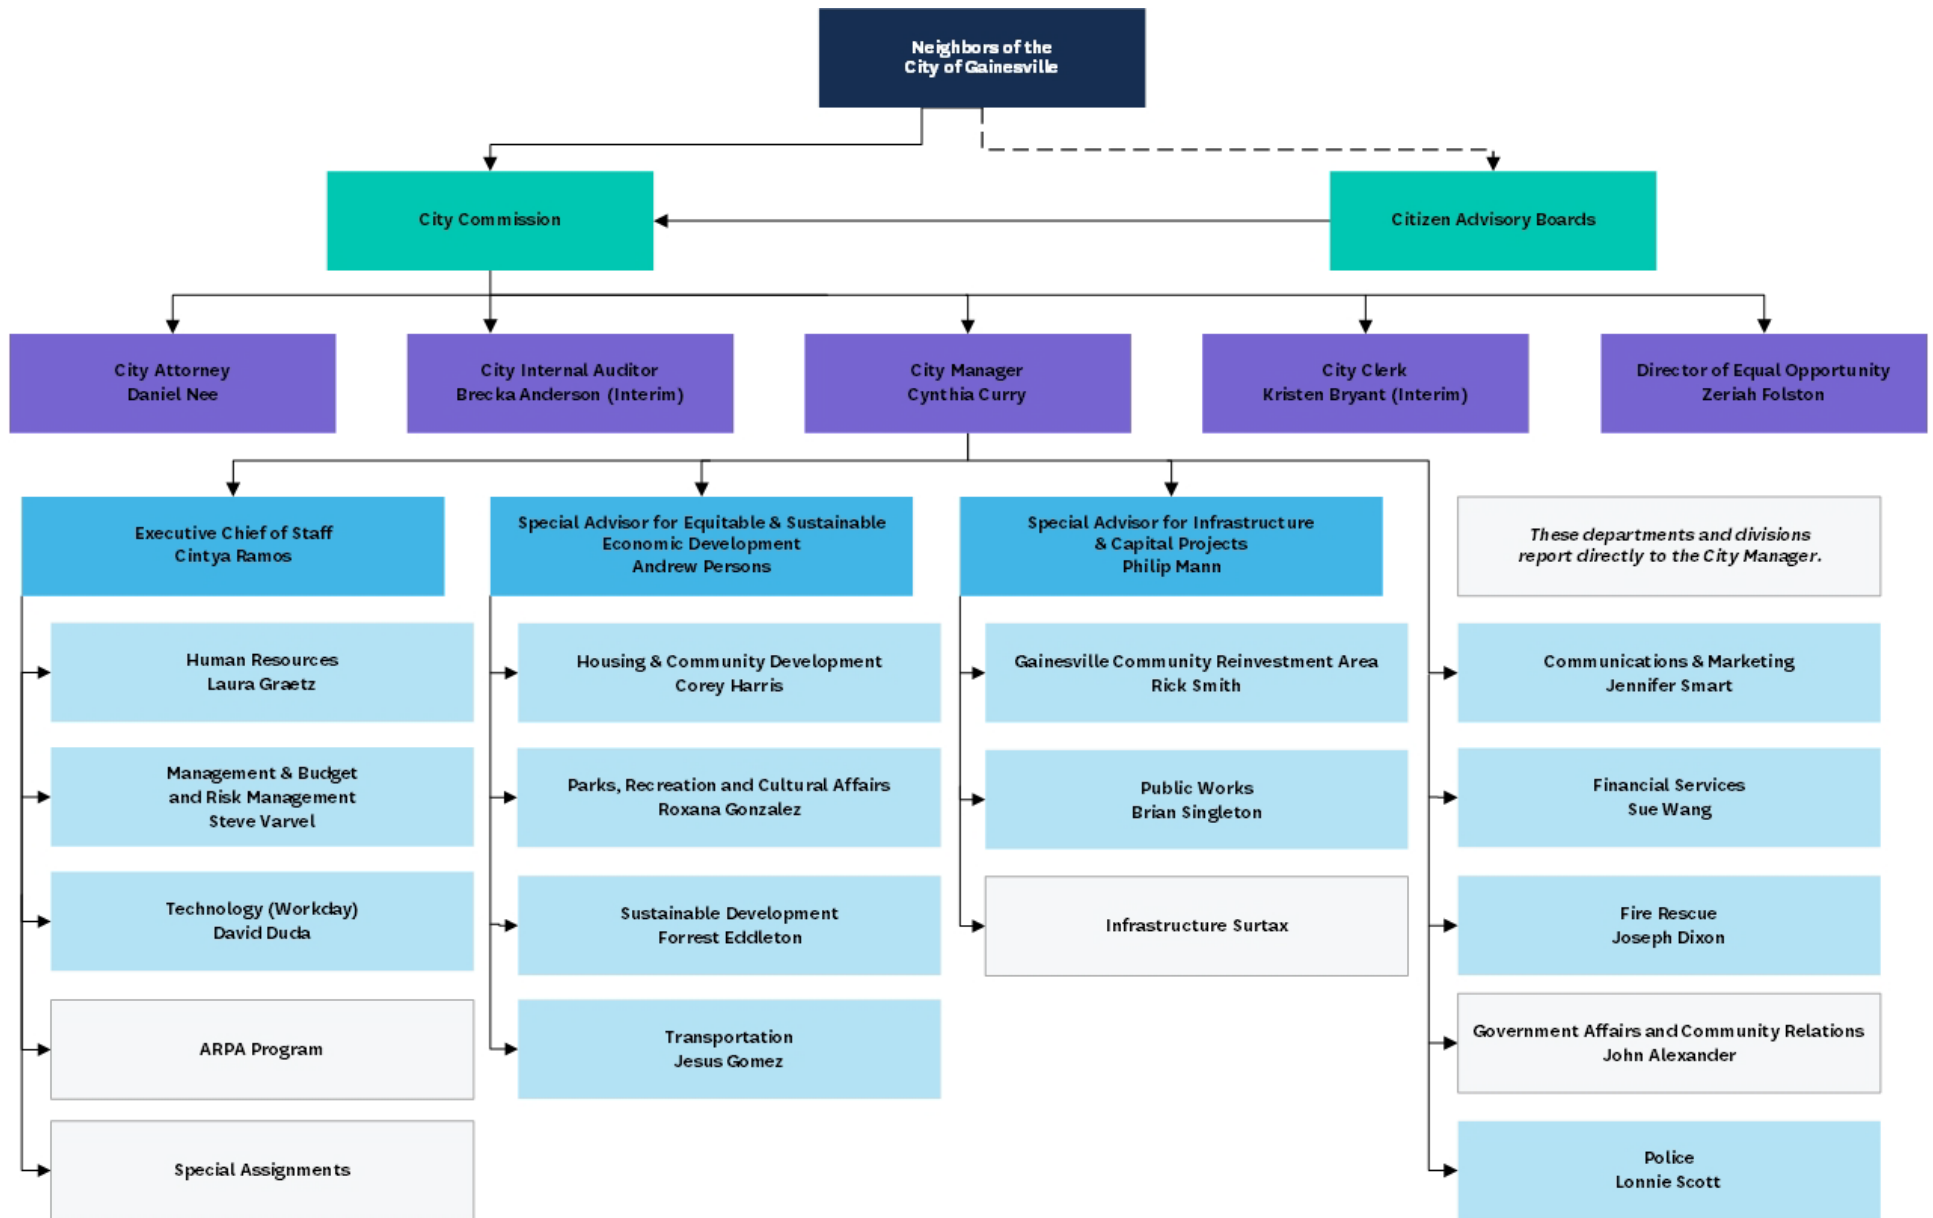 Neighbors of the
City of Gainesville
City Commission
Citizen Advisory Boards
City Attorney
Daniel Nee
City Internal Auditor
Brecka Anderson (Interim)
City Manager
Cynthia Curry
City Clerk
Kristen Bryant (Interim)
Director of Equal Opportunity
Zeriah Folston
Executive Chief of Staff
Cintya Ramos
Special Advisor for Equitable & Sustainable
Economic Development
Andrew Persons
Special Advisor for Infrastructure
& Capital Projects
Philip Mann
These departments and divisions
report directly to the City Manager.
Human Resources
Laura Graetz
Housing & Community Development
Corey Harris
Gainesville Community Reinvestment Area
Rick Smith
Communications & Marketing
Jennifer Smart
Management & Budget
and Risk Management
Steve Varvel
Parks, Recreation and Cultural Affairs
Roxana Gonzalez
Public Works
Brian Singleton
Financial Services
Sue Wang
Technology (Workday)
David Duda
Sustainable Development
Forrest Eddleton
Infrastructure Surtax
Fire Rescue
Joseph Dixon
ARPA Program
Transportation
Jesus Gomez
Government Affairs and Community Relations
John Alexander
Special Assignments
Police
Lonnie Scott